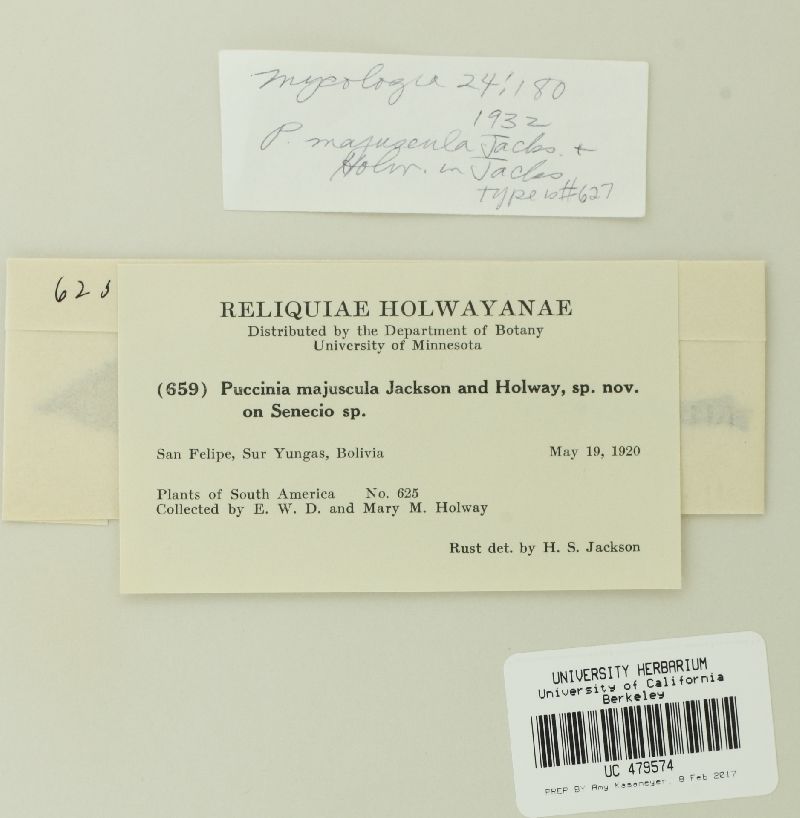 Mycologia 24:180
1932
P. majuscula Jacks. +
Holw. in Jacks.
type is #627
625
RELIQUIAE HOLWAYANAE
Distributed by the Department of Botany
University of Minnesota
(659) Puccinia majuscula Jackson and Holway, sp. nov.
on Senecio sp.
San Felipe, Sur Yungas, Bolivia May 19, 1920
Plants of South America No. 625
Collected by E. W. D. and Mary M. Holway
Rust det. by H. S. Jackson
UNIVERSITY HERBARIUM
University of California
Berkeley
UC 479574
PREP BY Amy Kasameyer, 8 Feb 2017